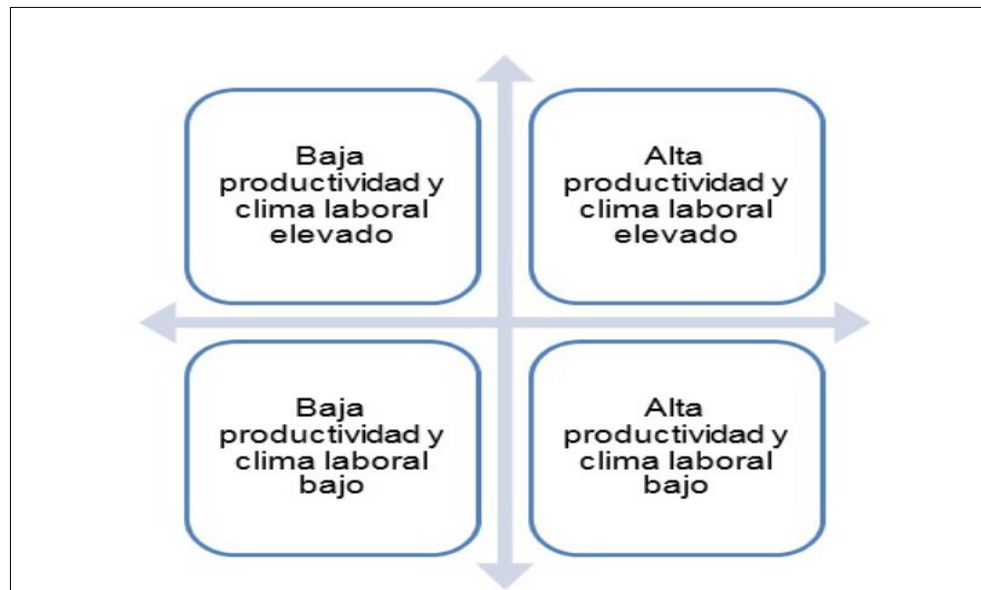 Baja
productividad y
clima laboral
elevado
Alta
productividad y
clima laboral
elevado
Baja
productividad y
clima laboral
bajo
Alta
productividad y
clima laboral
bajo